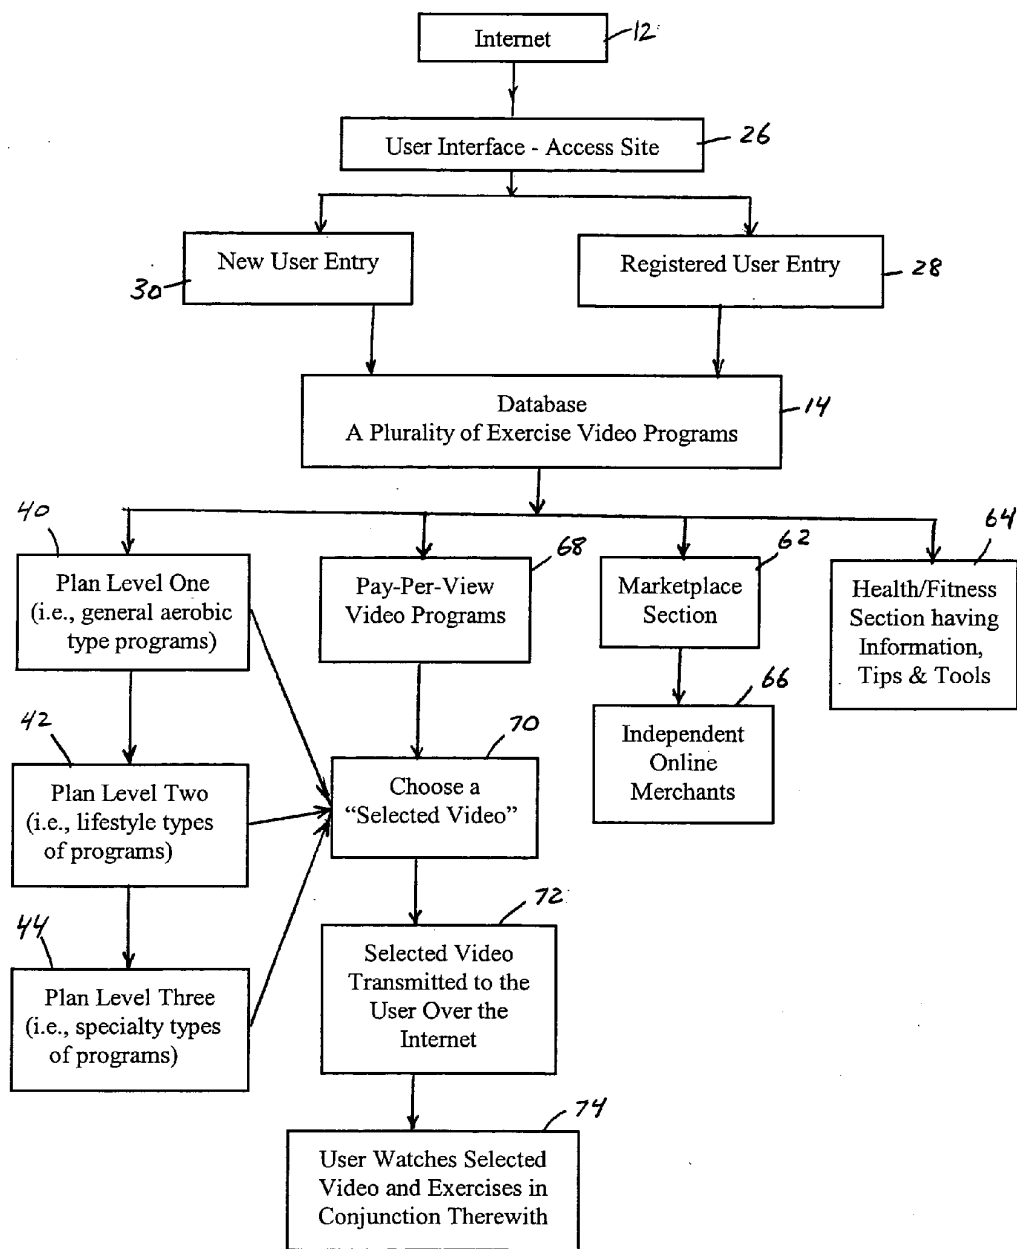 Internet
12
User Interface - Access Site
26
New User Entry
30
Registered User Entry
28
Database
A Plurality of Exercise Video Programs
14
40
Plan Level One
(i.e., general aerobic
type programs)
68
Pay-Per-View
Video Programs
62
Marketplace
Section
64
Health/Fitness
Section having
Information,
Tips & Tools
66
Independent
Online
Merchants
42
Plan Level Two
(i.e., lifestyle types
of programs)
70
Choose a
“Selected Video”
44
Plan Level Three
(i.e., specialty types
of programs)
72
Selected Video
Transmitted to the
User Over the
Internet
74
User Watches Selected
Video and Exercises in
Conjunction Therewith